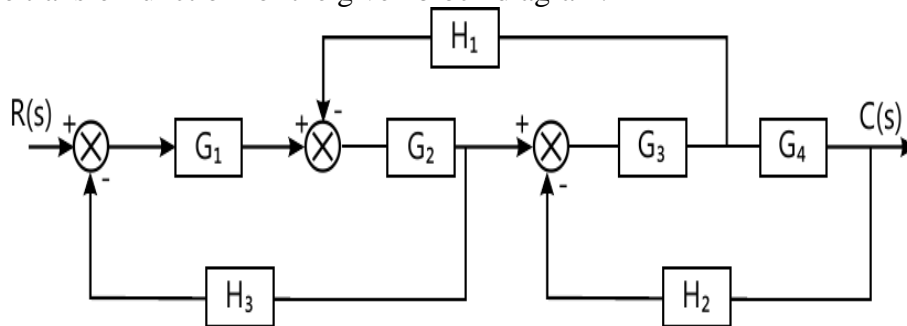 H₁
R(s) + - + - G₁ G₂ + - G₃ G₄ C(s)
H₃ H₂